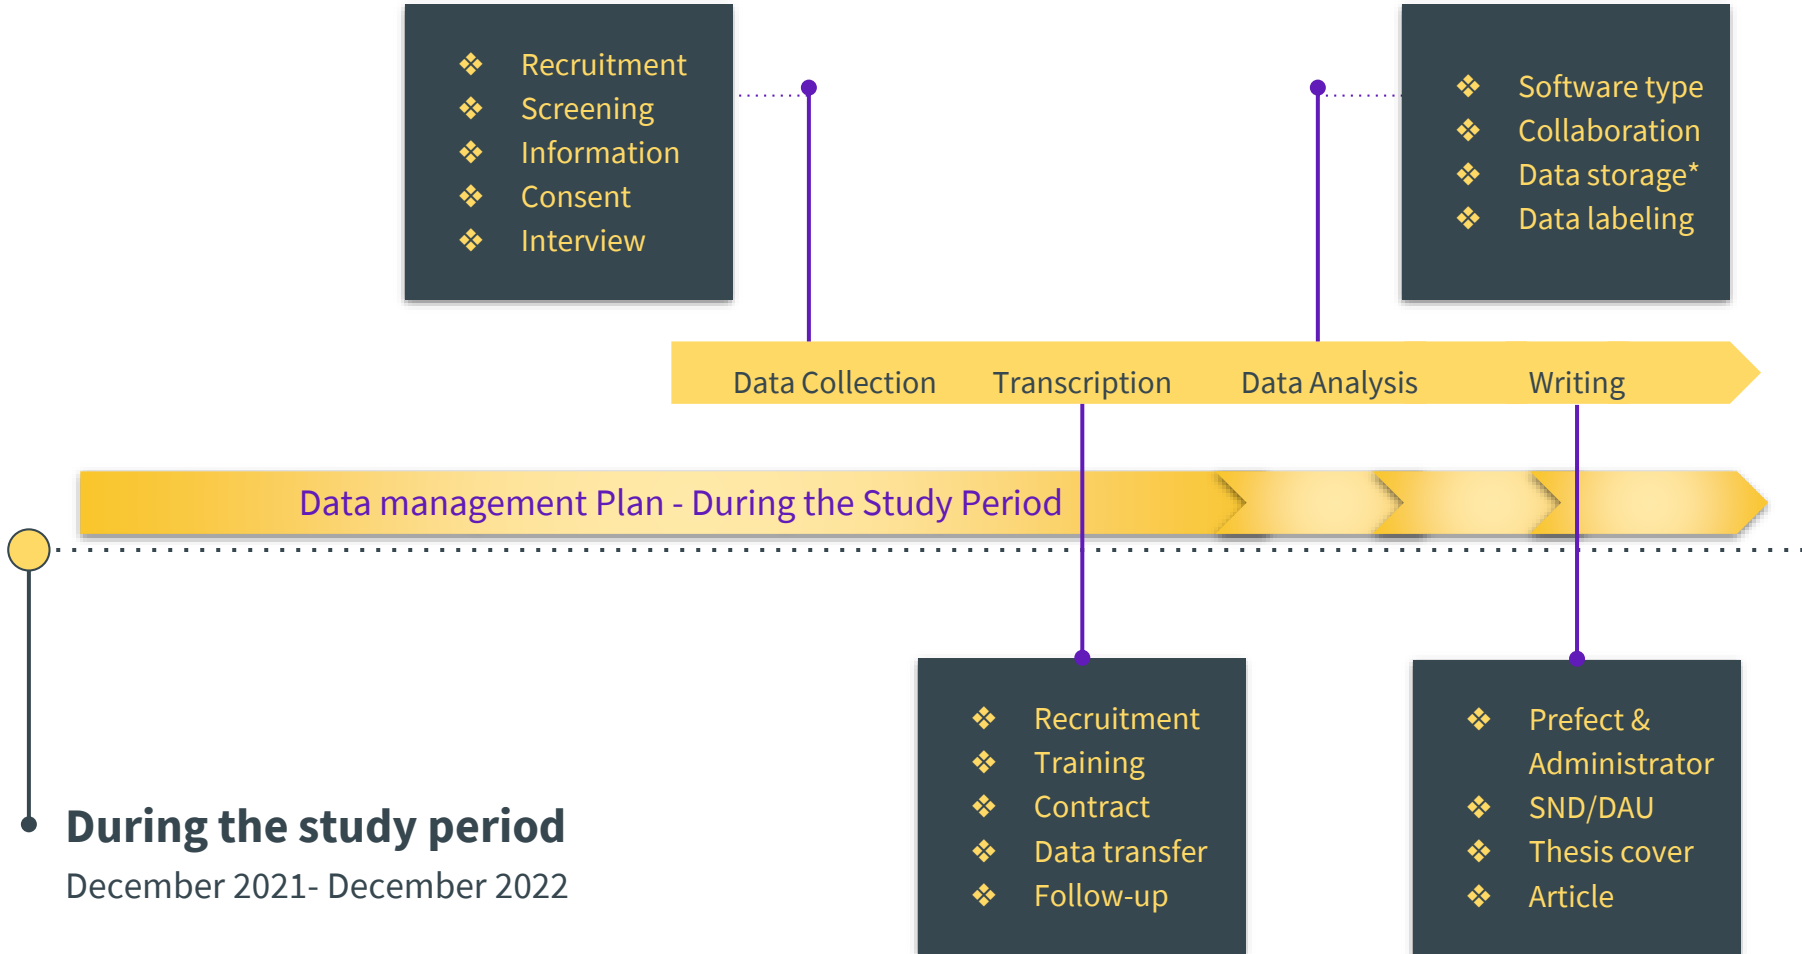 ❖ Recruitment
❖ Screening
❖ Information
❖ Consent
❖ Interview
❖ Software type
❖ Collaboration
❖ Data storage*
❖ Data labeling
Data Collection
Transcription
Data Analysis
Writing
Data management Plan - During the Study Period
During the study period
December 2021- December 2022
❖ Recruitment
❖ Training
❖ Contract
❖ Data transfer
❖ Follow-up
❖ Prefect &
Administrator
❖ SND/DAU
❖ Thesis cover
❖ Article